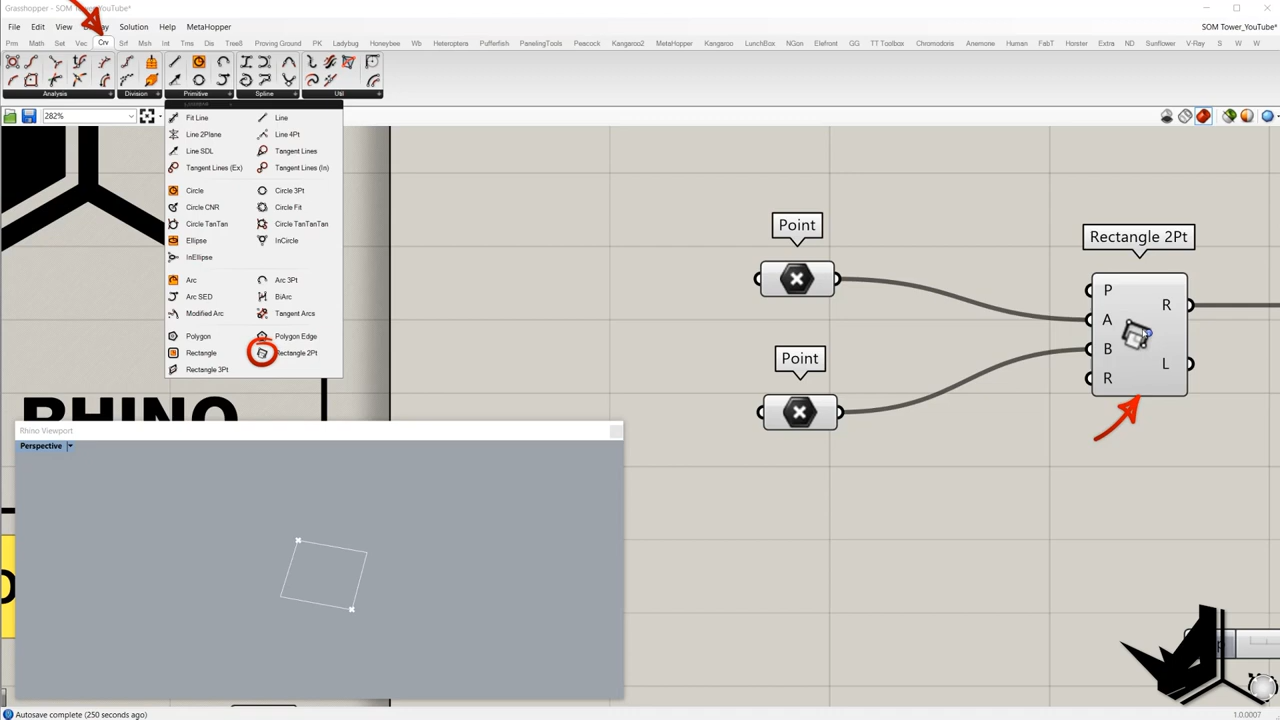 Grasshopper - SOM Tower_YouTube*
File Edit View Display Solution Help MetaHopper
SOM Tower_YouTube*
Prm Math Set Vec Crv Srf Msh Int Trns Dis Tree8 Proving Ground PK Ladybug Honeybee Wb Heteroptera Pufferfish PanelingTools Peacock Kangaroo2 MetaHopper Kangaroo LunchBox NGon Elefront GG TT Toolbox Chromodoris Anemone Human FabT Hörster Extra ND Sunflower V-Ray S W W
Analysis Division Primitive Spline Util
282%
Fit Line Line
Line 2Plane Line 4Pt
Line SDL Tangent Lines
Tangent Lines (Ex) Tangent Lines (In)
Circle Circle 3Pt
Circle CNR Circle Fit
Circle TanTan Circle TanTanTan
Ellipse InCircle
InEllipse
Arc Arc 3Pt
Arc SED BiArc
Modified Arc Tangent Arcs
Polygon Polygon Edge
Rectangle Rectangle 2Pt
Rectangle 3Pt
Point
Point
Rectangle 2Pt
P
A
B
R
R
L
RHINO
Rhino Viewport
Perspective
Autosave complete (250 seconds ago)
1.0.0007